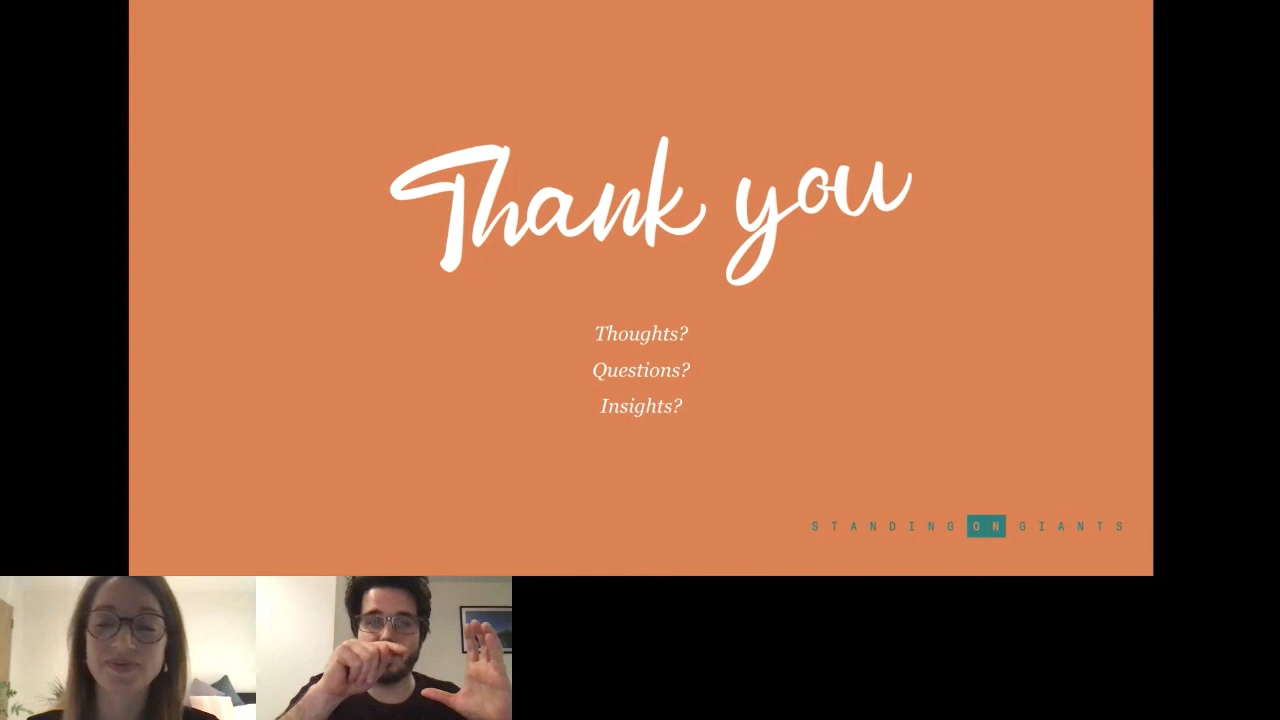 Thank you
Thoughts?
Questions?
Insights?
STANDING ON GIANTS